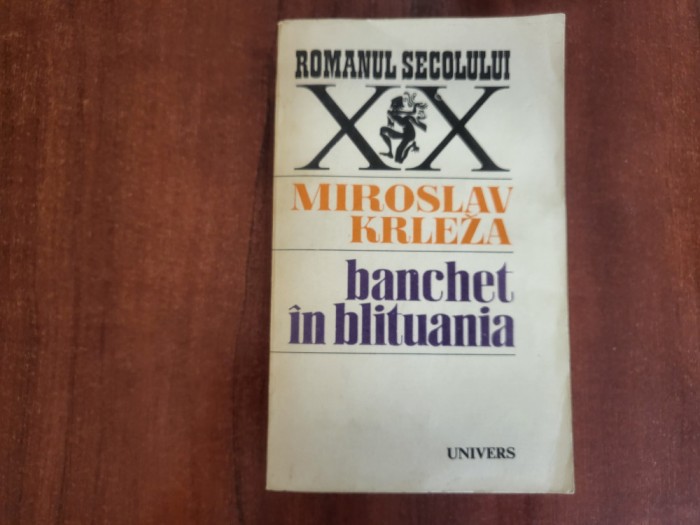 ROMANUL SECOLULUI
XX
MIROSLAV
KRLEŽA
banchet
în blituania
UNIVERS